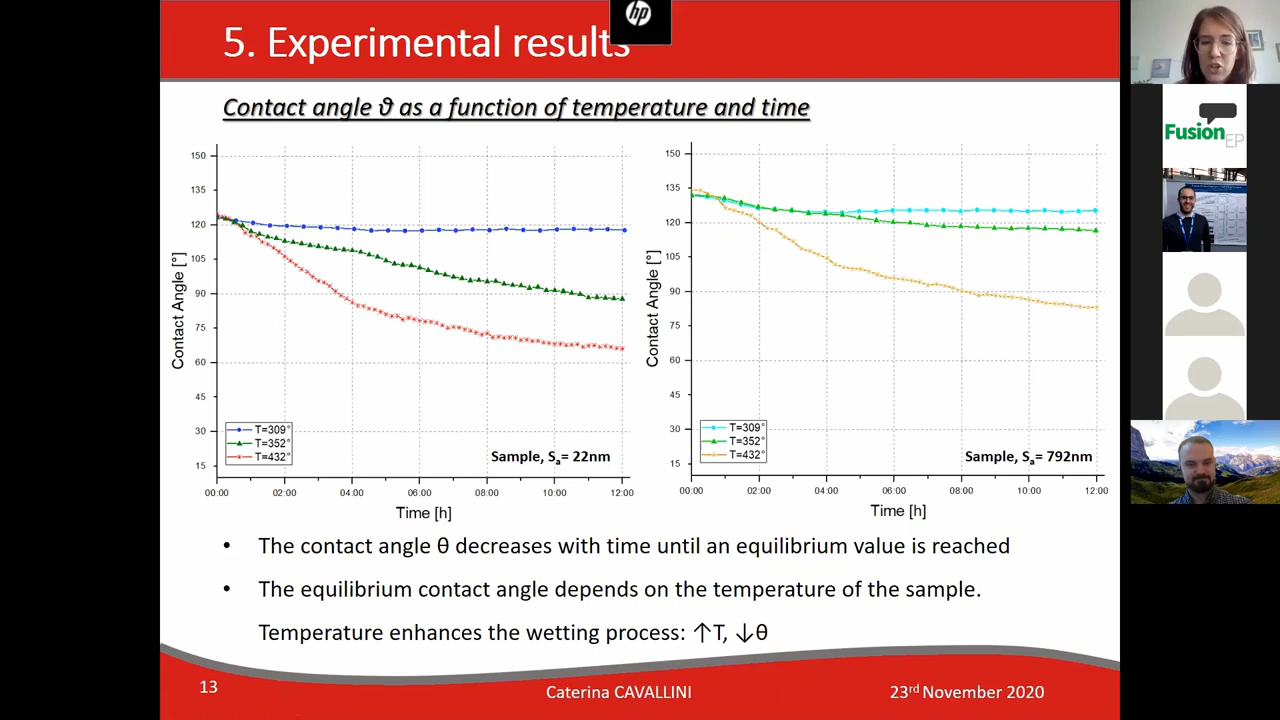 5. Experimental results
hp
Contact angle ϑ as a function of temperature and time
Fusion EP
150
135
120
105
90
75
60
45
30
15
Contact Angle [°]
T=309°
T=352°
T=432°
Sample, Sa= 22nm
00:00 02:00 04:00 06:00 08:00 10:00 12:00
Time [h]
150
135
120
105
90
75
60
45
30
15
Contact Angle [°]
T=309°
T=352°
T=432°
Sample, Sa= 792nm
00:00 02:00 04:00 06:00 08:00 10:00 12:00
Time [h]
• The contact angle θ decreases with time until an equilibrium value is reached
• The equilibrium contact angle depends on the temperature of the sample.
Temperature enhances the wetting process: ↑T, ↓θ
13
Caterina CAVALLINI
23rd November 2020